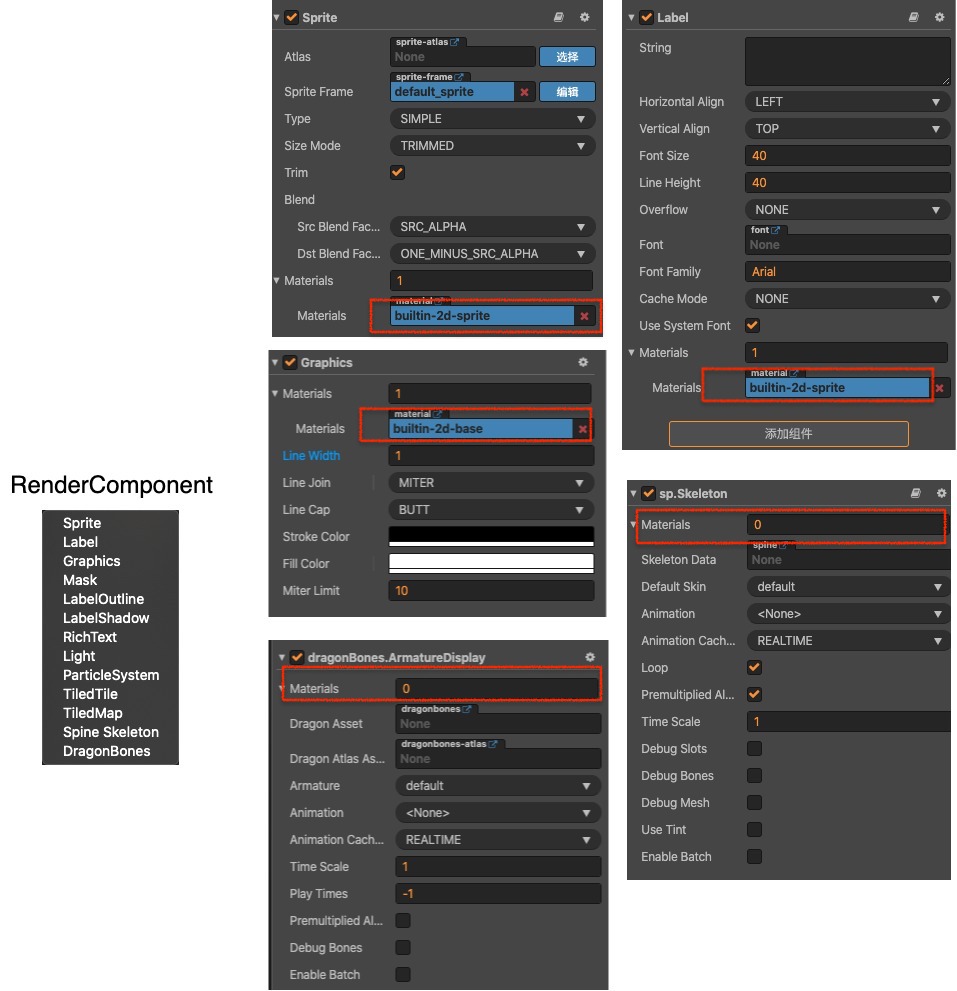 Sprite
Atlas
sprite-atlas
None
选择
Sprite Frame
sprite-frame
default_sprite
编辑
Type
SIMPLE
Size Mode
TRIMMED
Trim
Blend
Src Blend Fac...
SRC_ALPHA
Dst Blend Fac...
ONE_MINUS_SRC_ALPHA
Materials
1
Materials
material
builtin-2d-sprite
Label
String
Horizontal Align
LEFT
Vertical Align
TOP
Font Size
40
Line Height
40
Overflow
NONE
Font
font
None
Font Family
Arial
Cache Mode
NONE
Use System Font
Materials
1
Materials
material
builtin-2d-sprite
添加组件
Graphics
Materials
1
Materials
material
builtin-2d-base
Line Width
1
Line Join
MITER
Line Cap
BUTT
Stroke Color
Fill Color
Miter Limit
10
RenderComponent
Sprite
Label
Graphics
Mask
LabelOutline
LabelShadow
RichText
Light
ParticleSystem
TiledTile
TiledMap
Spine Skeleton
DragonBones
sp.Skeleton
Materials
0
Skeleton Data
spine
None
Default Skin
default
Animation
<None>
Animation Cach...
REALTIME
Loop
Premultiplied Al...
Time Scale
1
Debug Slots
Debug Bones
Debug Mesh
Use Tint
Enable Batch
dragonBones.ArmatureDisplay
Materials
0
Dragon Asset
dragonbones
None
Dragon Atlas As...
dragonbones-atlas
None
Armature
default
Animation
<None>
Animation Cach...
REALTIME
Time Scale
1
Play Times
-1
Premultiplied Al...
Debug Bones
Enable Batch